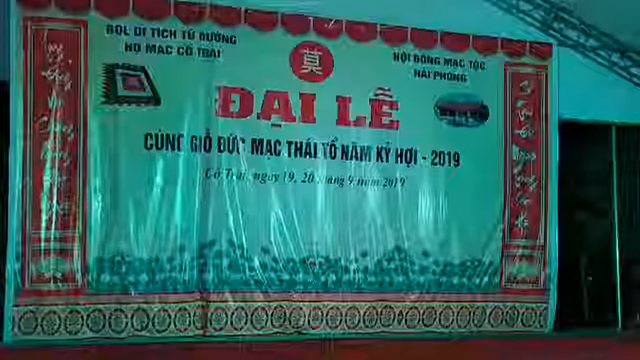 BQL DI TÍCH TỪ ĐƯỜNG
HỌ MẠC CỔ TRAI
HỘI ĐỒNG MẠC TỘC
HẢI PHÒNG
莫
ĐẠI LỄ
CÚNG GIỖ ĐỨC MẠC THÁI TỔ NĂM KỶ HỢI - 2019
Cổ Trai, ngày 19, 20 tháng 9 năm 2019